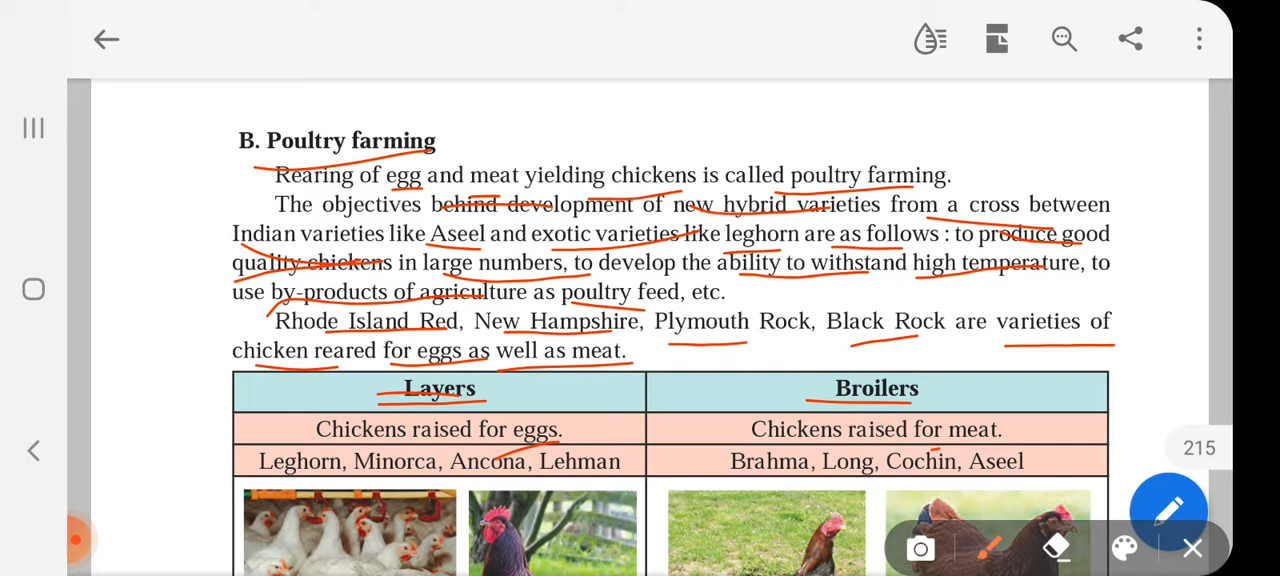 B. Poultry farming
Rearing of egg and meat yielding chickens is called poultry farming.
The objectives behind development of new hybrid varieties from a cross between
Indian varieties like Aseel and exotic varieties like leghorn are as follows : to produce good
quality chickens in large numbers, to develop the ability to withstand high temperature, to
use by-products of agriculture as poultry feed, etc.
Rhode Island Red, New Hampshire, Plymouth Rock, Black Rock are varieties of
chicken reared for eggs as well as meat.
Layers Broilers
Chickens raised for eggs. Chickens raised for meat.
Leghorn, Minorca, Ancona, Lehman Brahma, Long, Cochin, Aseel
215